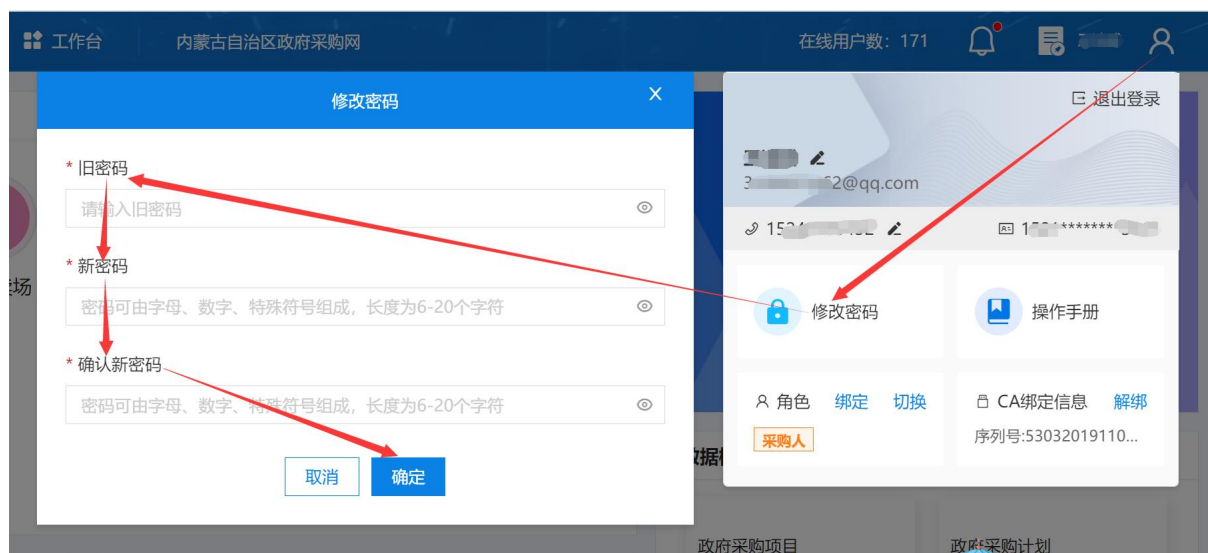 工作台 内蒙古自治区政府采购网 在线用户数：171
修改密码 X
退出登录
* 旧密码
请输入旧密码
* 新密码
密码可由字母、数字、特殊符号组成，长度为6-20个字符
* 确认新密码
密码可由字母、数字、特殊符号组成，长度为6-20个字符
取消 确定
2@qq.com
修改密码 操作手册
角色 绑定 切换
采购人
CA绑定信息 解绑
序列号:53032019110...
政府采购项目 政府采购计划